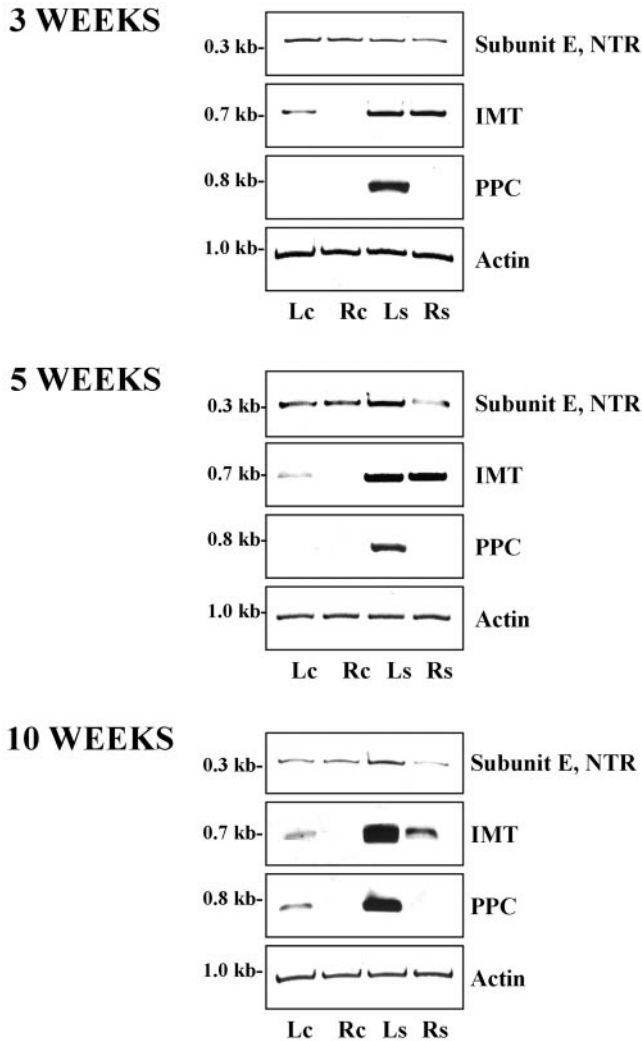 3 WEEKS
0.3 kb- Subunit E, NTR
0.7 kb- IMT
0.8 kb- PPC
1.0 kb- Actin
Lc Rc Ls Rs
5 WEEKS
0.3 kb- Subunit E, NTR
0.7 kb- IMT
0.8 kb- PPC
1.0 kb- Actin
Lc Rc Ls Rs
10 WEEKS
0.3 kb- Subunit E, NTR
0.7 kb- IMT
0.8 kb- PPC
1.0 kb- Actin
Lc Rc Ls Rs